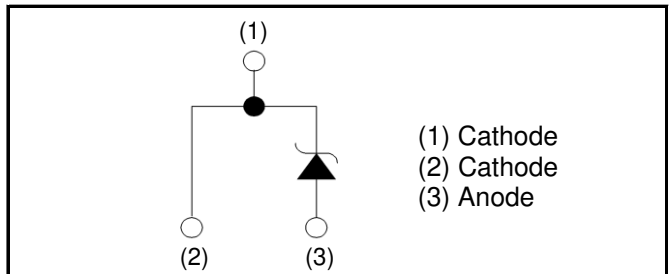 (1)
(1) Cathode
(2) Cathode
(3) Anode
(2) (3)